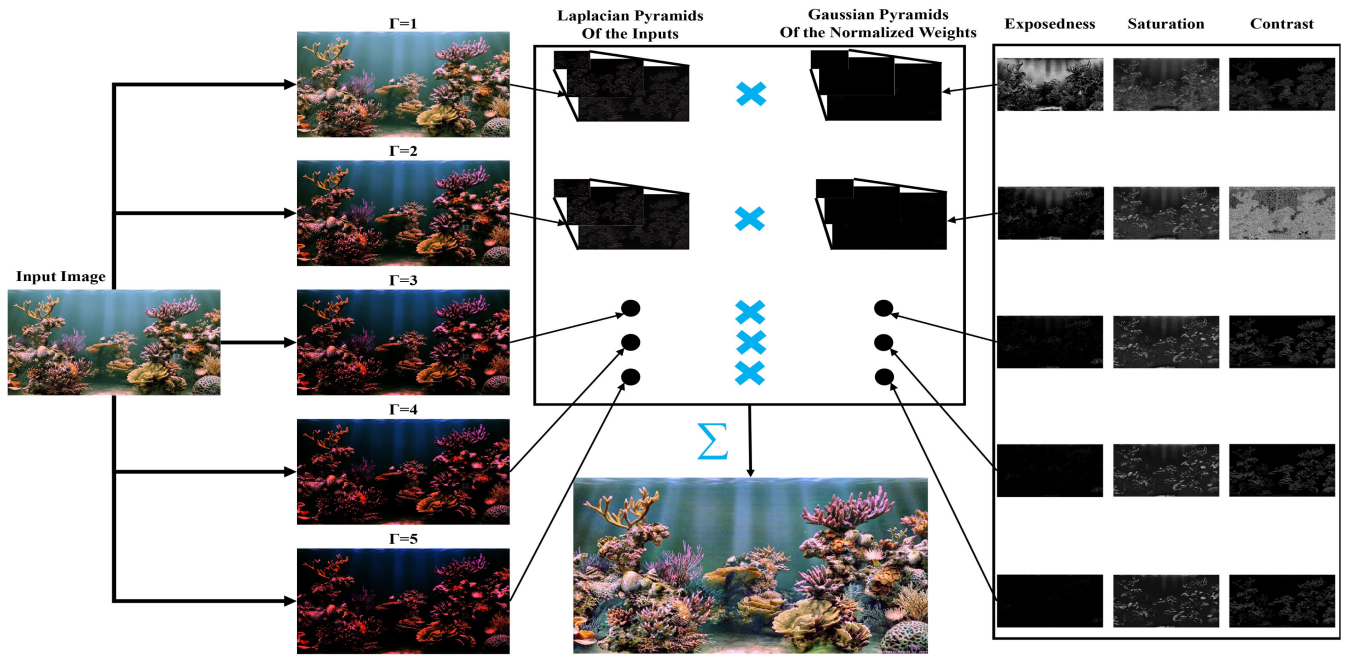 Γ=1
Laplacian Pyramids
Of the Inputs
Gaussian Pyramids
Of the Normalized Weights
Exposedness
Saturation
Contrast
Γ=2
Input Image
Γ=3
Γ=4
∑
Γ=5